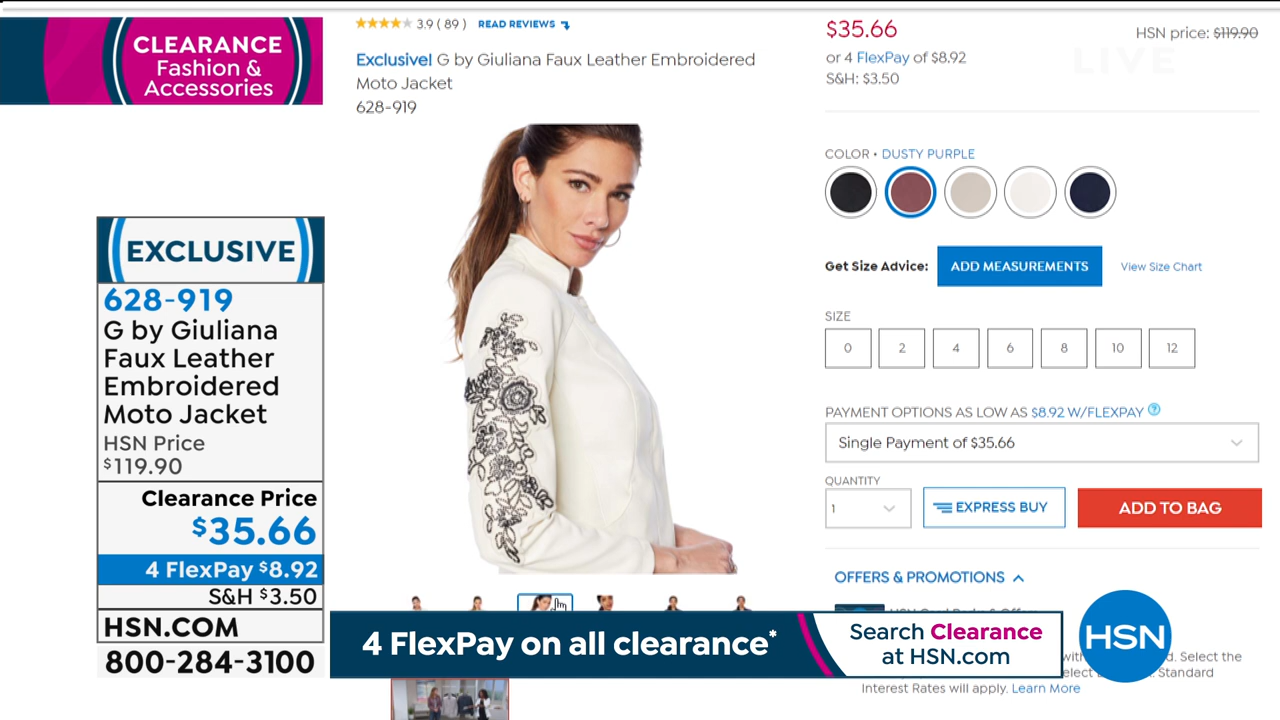 CLEARANCE
Fashion &
Accessories
EXCLUSIVE
628-919
G by Giuliana
Faux Leather
Embroidered
Moto Jacket
HSN Price
$119.90
Clearance Price
$35.66
4 FlexPay $8.92
S&H $3.50
HSN.COM
800-284-3100
3.9 ( 89 ) READ REVIEWS
Exclusive! G by Giuliana Faux Leather Embroidered
Moto Jacket
628-919
$35.66
HSN price: $119.90
or 4 FlexPay of $8.92
S&H: $3.50
LIVE
COLOR • DUSTY PURPLE
Get Size Advice: ADD MEASUREMENTS View Size Chart
SIZE
0 2 4 6 8 10 12
PAYMENT OPTIONS AS LOW AS $8.92 W/FLEXPAY ?
Single Payment of $35.66
QUANTITY
1 EXPRESS BUY ADD TO BAG
OFFERS & PROMOTIONS
4 FlexPay on all clearance*
Search Clearance
at HSN.com
HSN
d. Select the
Standard
Interest Rates will apply. Learn More